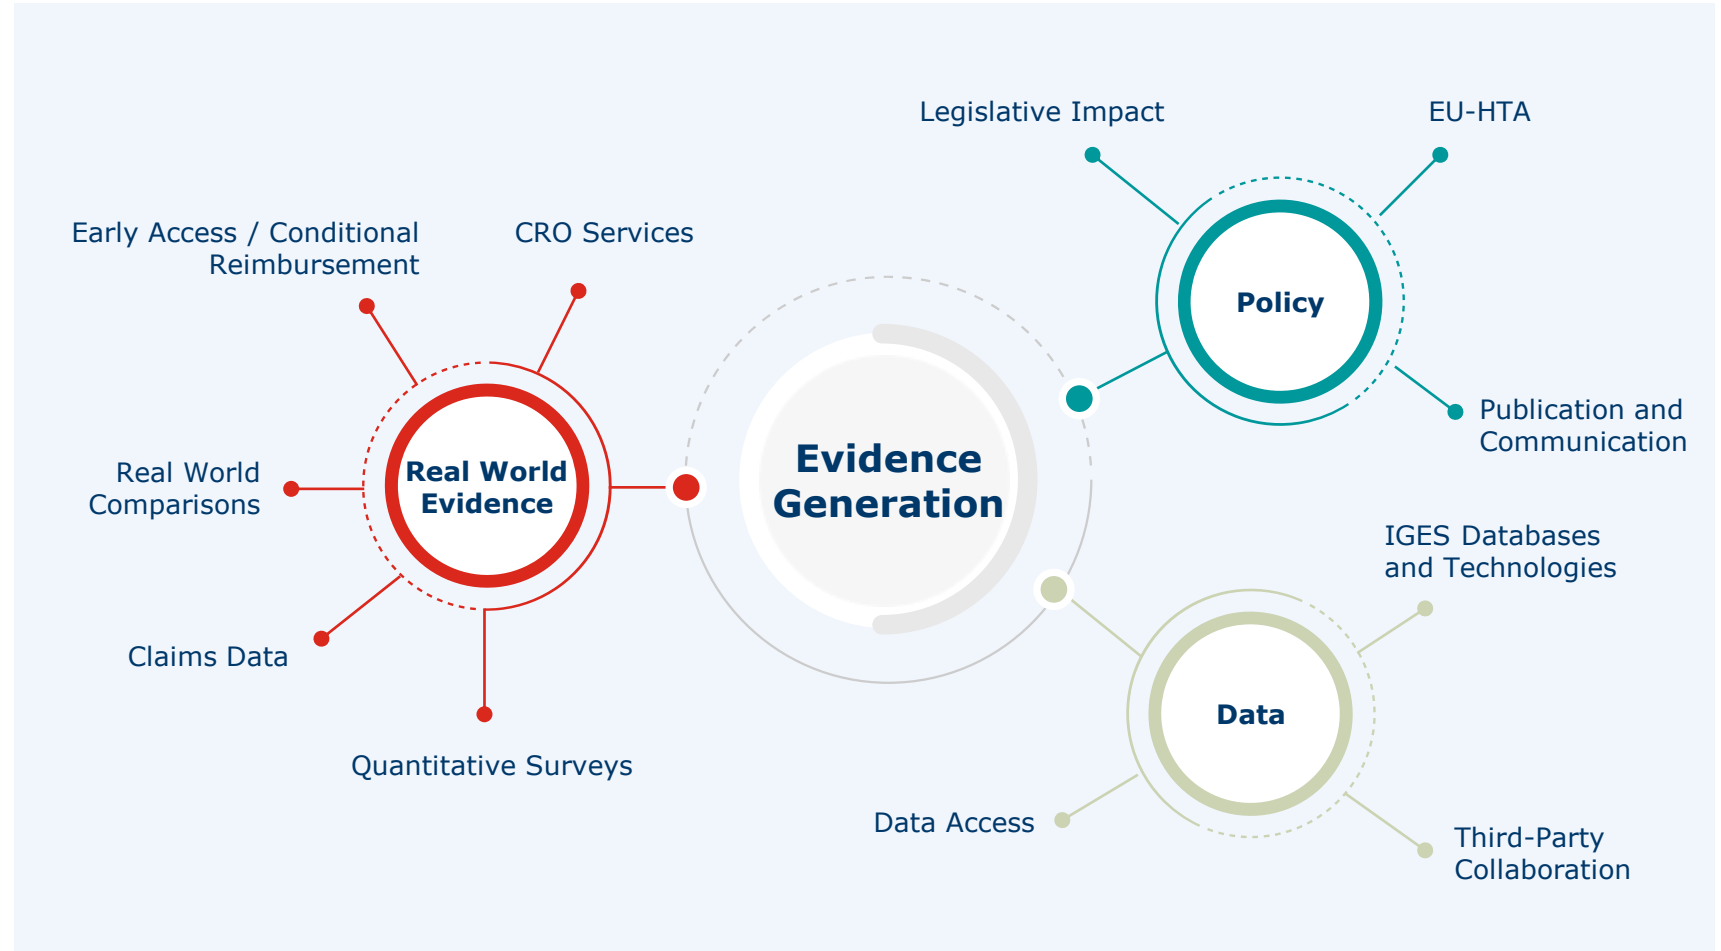 Legislative Impact
EU-HTA
Early Access / Conditional
Reimbursement
CRO Services
Policy
Publication and
Communication
Evidence
Generation
Real World
Evidence
Real World
Comparisons
IGES Databases
and Technologies
Claims Data
Data
Quantitative Surveys
Data Access
Third-Party
Collaboration